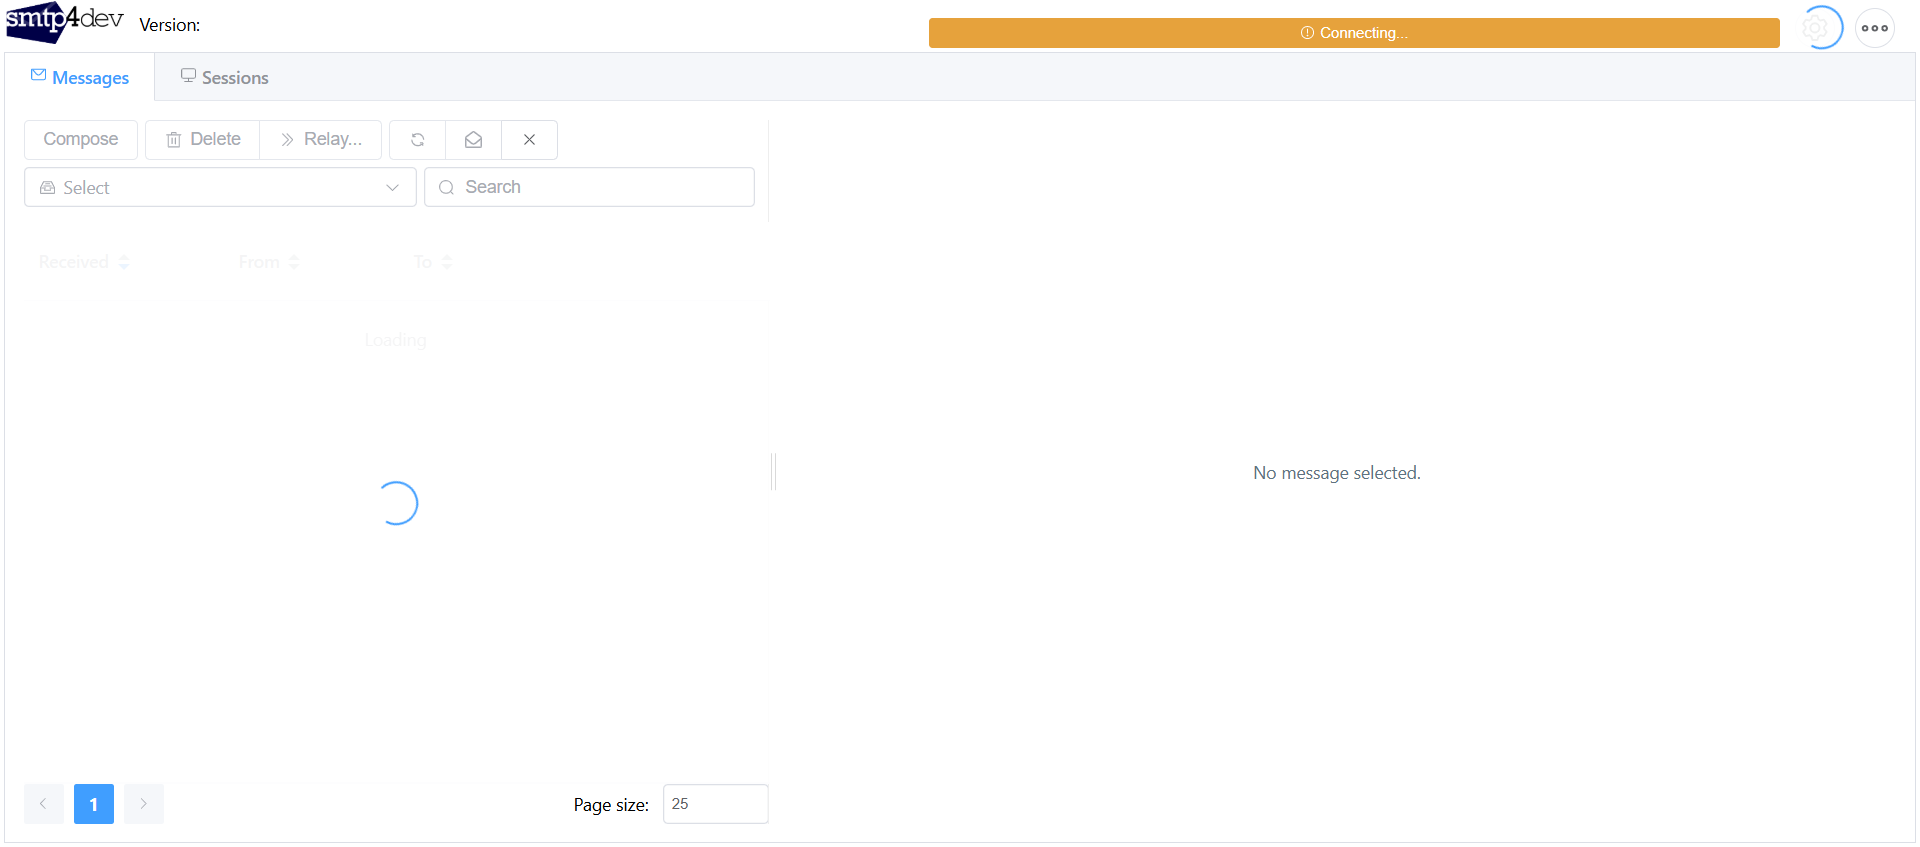 smtp4dev Version:
Connecting...
Messages Sessions
Compose Delete Relay...
Select Search
Received From To
Loading
No message selected.
1 Page size: 25